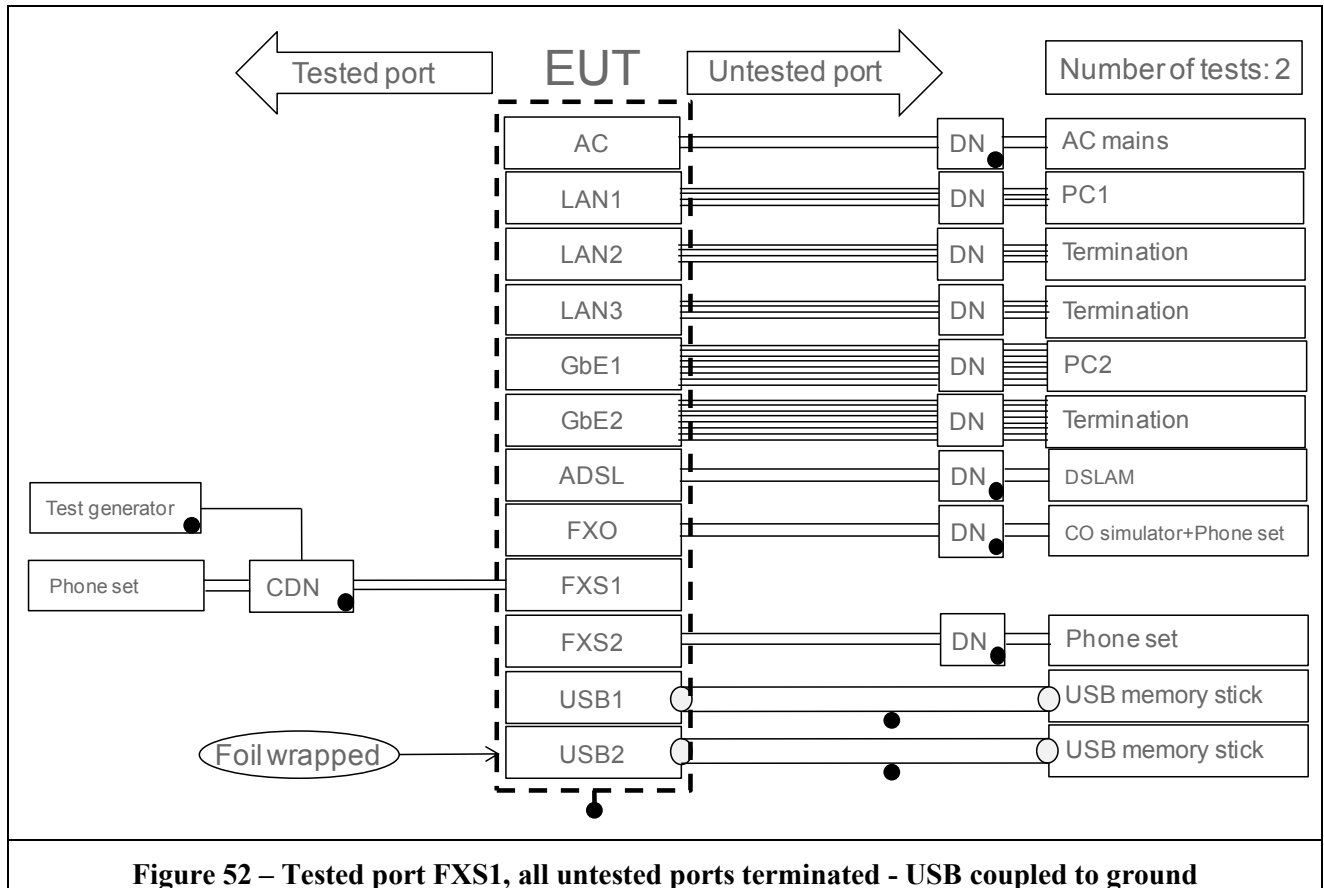 Tested port
EUT
Untested port
Number of tests: 2
AC
DN
AC mains
LAN1
DN
PC1
LAN2
DN
Termination
LAN3
DN
Termination
GbE1
DN
PC2
GbE2
DN
Termination
ADSL
DN
DSLAM
Test generator
FXO
DN
CO simulator+Phone set
Phone set
CDN
FXS1
FXS2
DN
Phone set
USB1
USB memory stick
Foil wrapped
USB2
USB memory stick
Figure 52 – Tested port FXS1, all untested ports terminated - USB coupled to ground